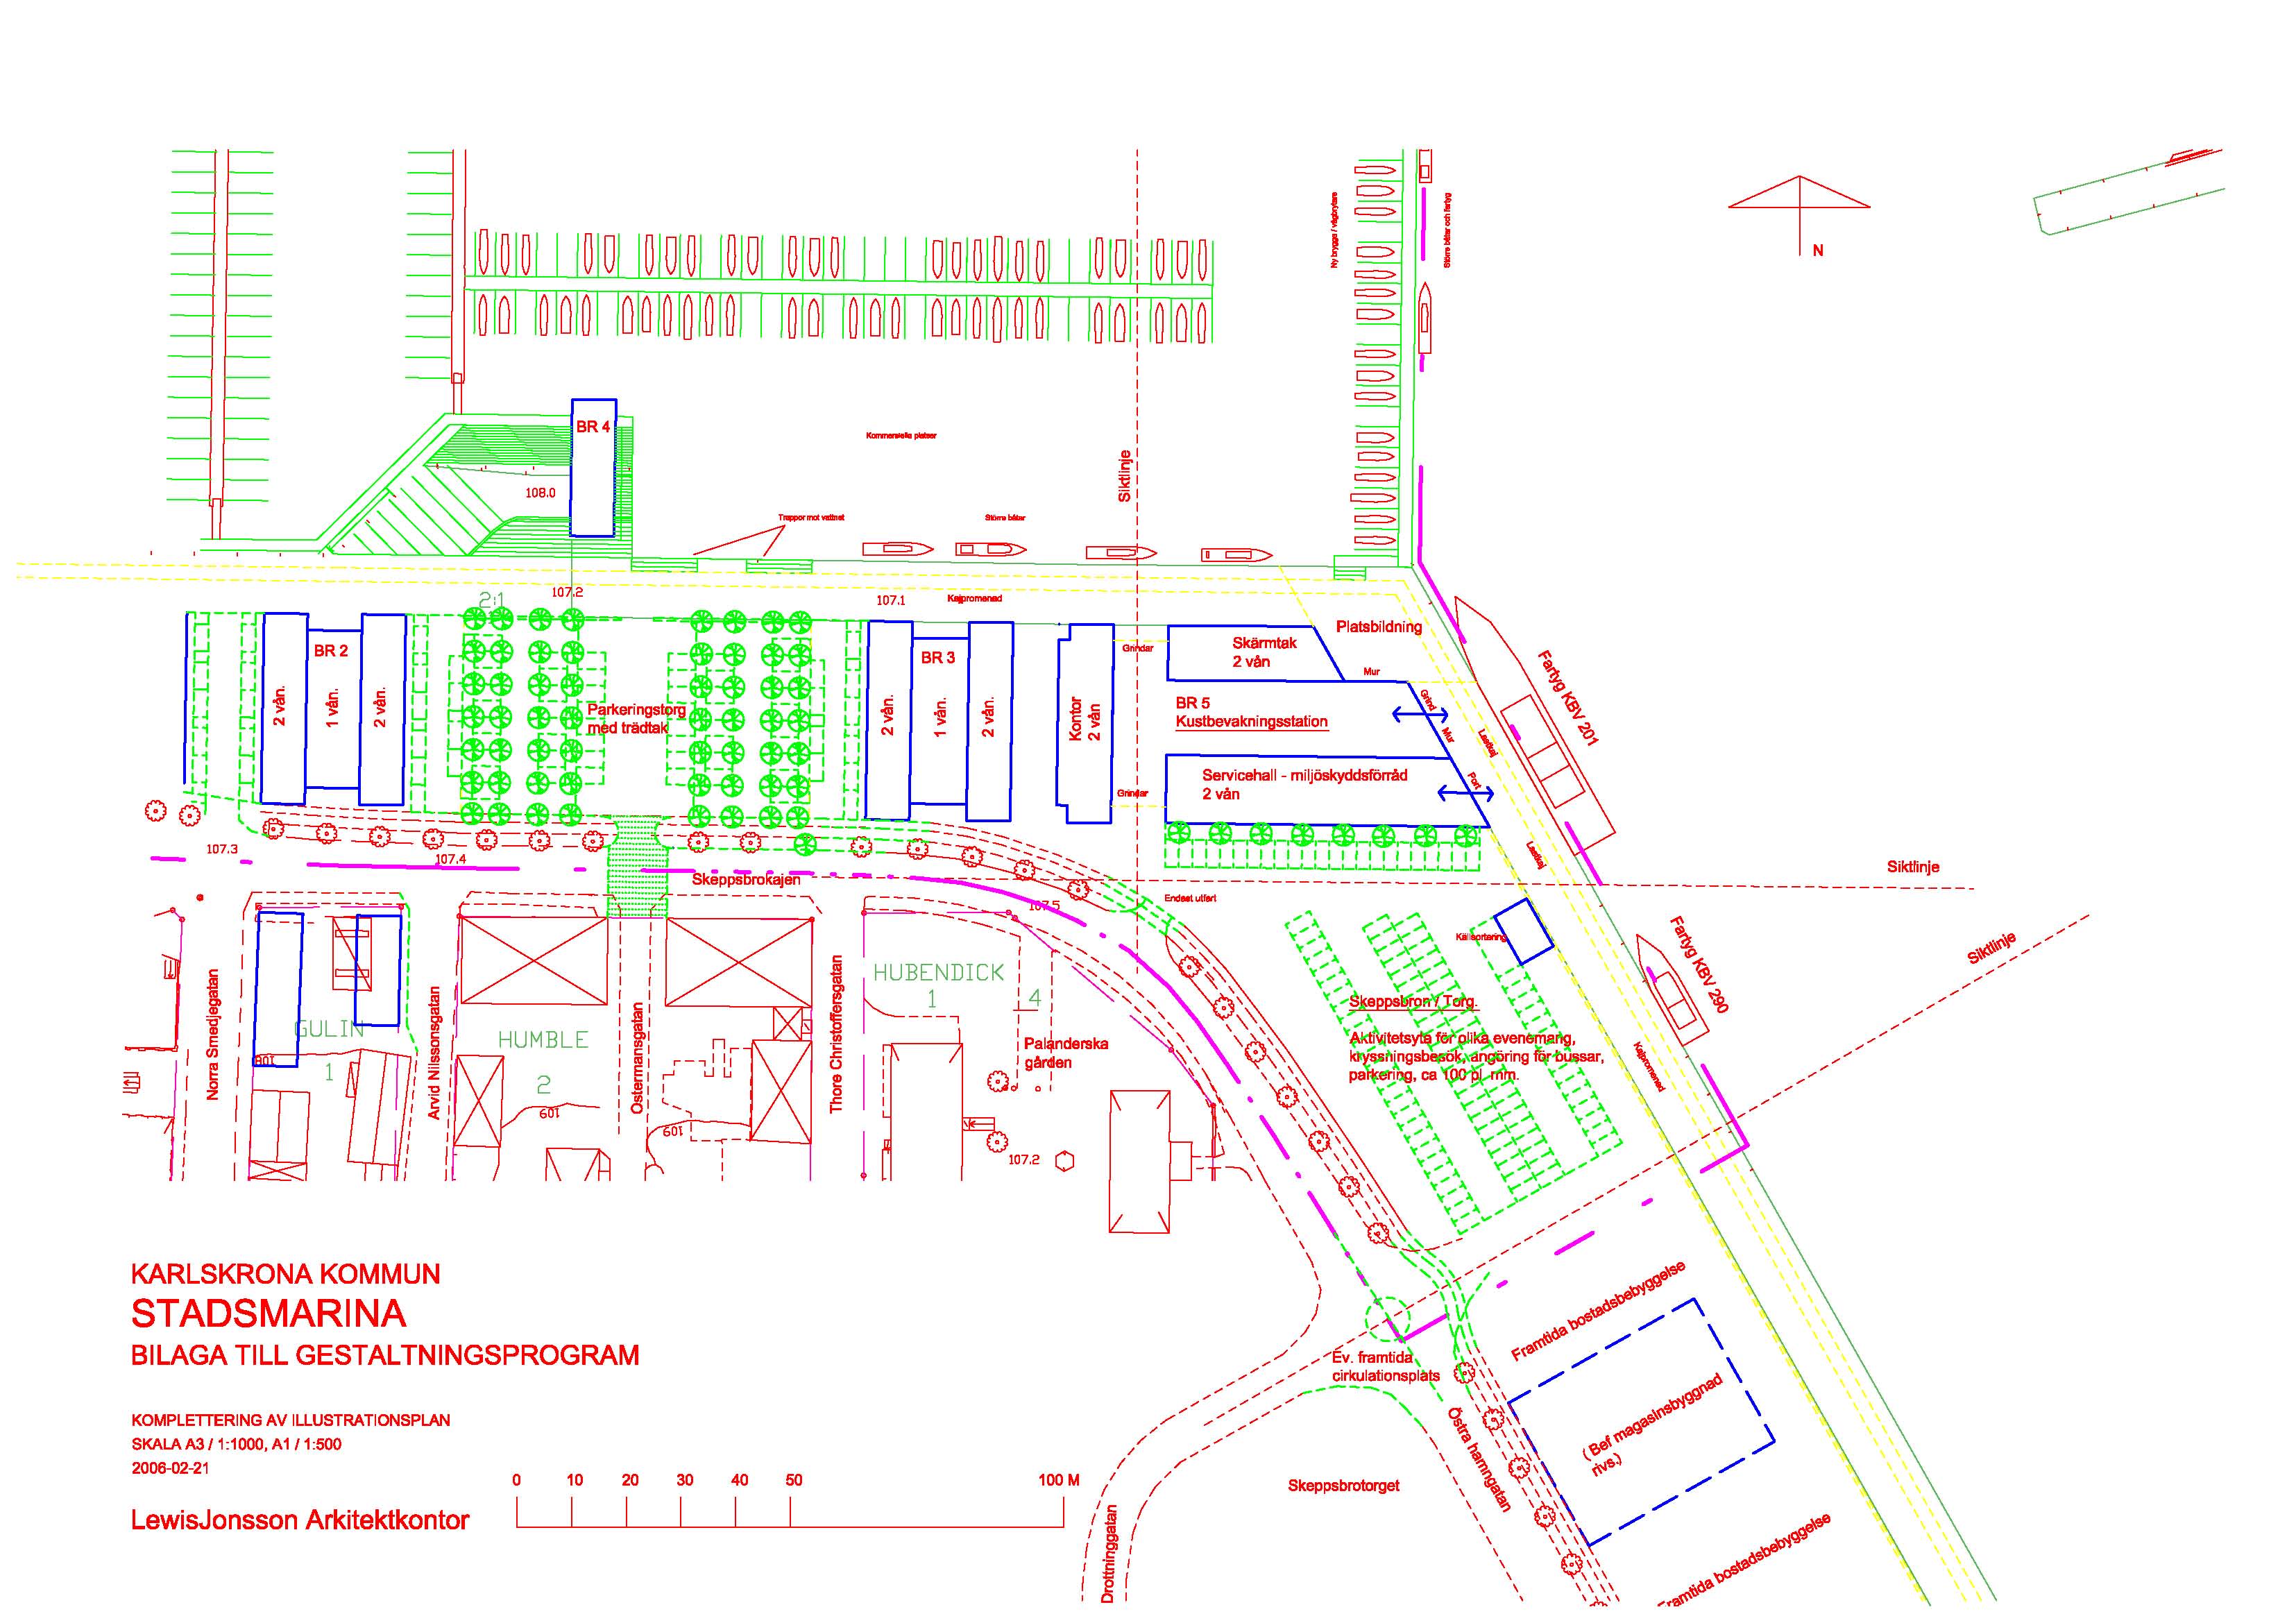 Ny brygga / vågbrytare
Större båtar och fartyg
N
BR 4
Kommersiella platser
Siktlinje
108.0
Trappor mot vattnet
Större båtar
2:1
107.2
107.1
Kajpromenad
Platsbildning
BR 2
2 vån.
1 vån.
2 vån.
Parkeringstorg
med trädtak
BR 3
2 vån.
1 vån.
2 vån.
Kontor
2 vån
Grindar
Skärmtak
2 vån
Mur
BR 5
Kustbevakningsstation
Grind
Mur
Lastkaj
Fartyg KBV 201
Servicehall - miljöskyddsförråd
2 vån
Port
Grindar
Lastkaj
107.3
107.4
Skeppsbrokajen
Siktlinje
107.5
Endast utfart
Källsortering
Fartyg KBV 290
Siktlinje
Norra Smedjegatan
GULIN
1
108
Arvid Nilssonsgatan
HUMBLE
2
109
Ostermansgatan
109
Thore Christoffersgatan
HUBENDICK
1
4
Palanderska
gården
107.2
Skeppsbron / Torg.
Aktivitetsyta för olika evenemang,
kryssningsbesök, angöring för bussar,
parkering, ca 100 pl. mm.
Kajpromenad
KARLSKRONA KOMMUN
STADSMARINA
BILAGA TILL GESTALTNINGSPROGRAM
KOMPLETTERING AV ILLUSTRATIONSPLAN
SKALA A3 / 1:1000, A1 / 1:500
2006-02-21
LewisJonsson Arkitektkontor
0 10 20 30 40 50 100 M
Framtida bostadsbebyggelse
Ev. framtida
cirkulationsplats
( Bef magasinsbyggnad
rivs.)
Östra hamngatan
Skeppsbrotorget
Drottninggatan
Framtida bostadsbebyggelse